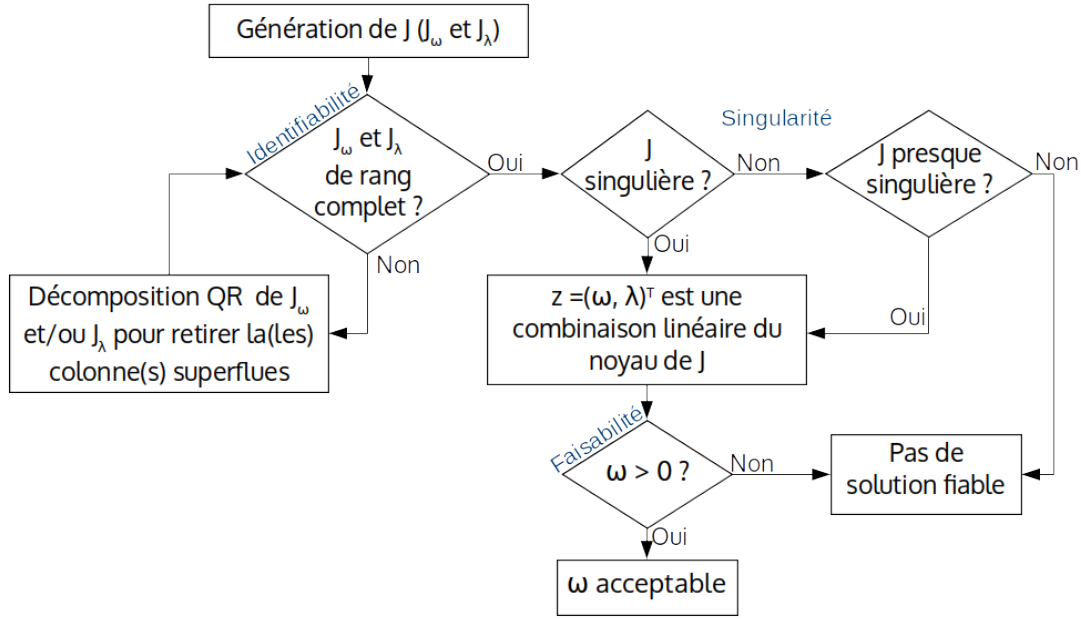 Génération de J (J_ω et J_λ)
Identifiabilité
J_ω et J_λ
de rang
complet ?
Oui
Non
Décomposition QR de J_ω
et/ou J_λ pour retirer la(les)
colonne(s) superflues
Singularité
J
singulière ?
Non
Oui
J presque
singulière ?
Non
Oui
z =(ω, λ)ᵀ est une
combinaison linéaire du
noyau de J
Faisabilité
ω > 0 ?
Non
Oui
Pas de
solution fiable
ω acceptable